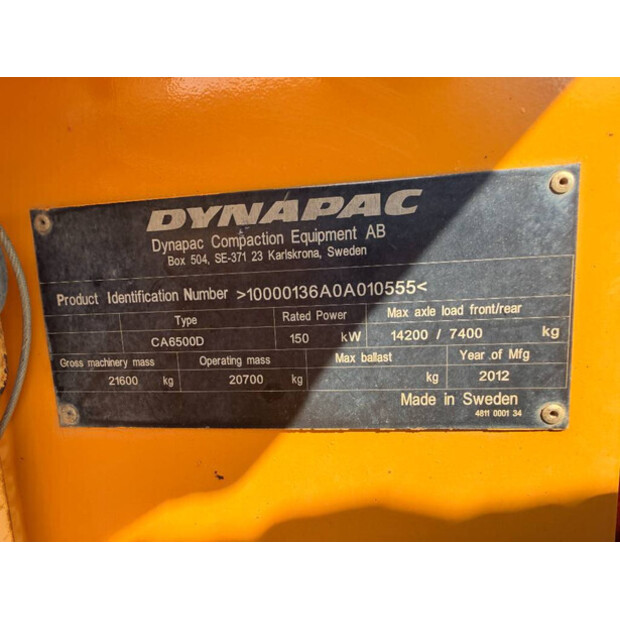 DYNAPAC
Dynapac Compaction Equipment AB
Box 504, SE-371 23 Karlskrona, Sweden
Product Identification Number >10000136A0A010555<
Type Rated Power Max axle load front/rear
CA6500D 150 kW 14200 / 7400 kg
Gross machinery mass Operating mass Max ballast Year of Mfg
21600 kg 20700 kg kg 2012
Made in Sweden
4811 0001 34